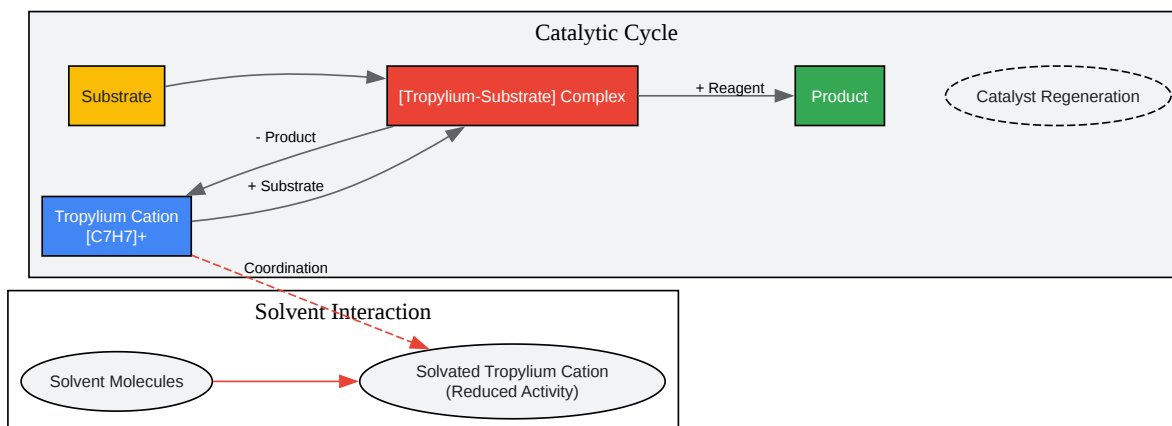 Catalytic Cycle
Substrate
[Tropylium-Substrate] Complex
+ Reagent
Product
Catalyst Regeneration
- Product
+ Substrate
Tropylium Cation
[C7H7]+
Coordination
Solvent Interaction
Solvent Molecules
Solvated Tropylium Cation
(Reduced Activity)